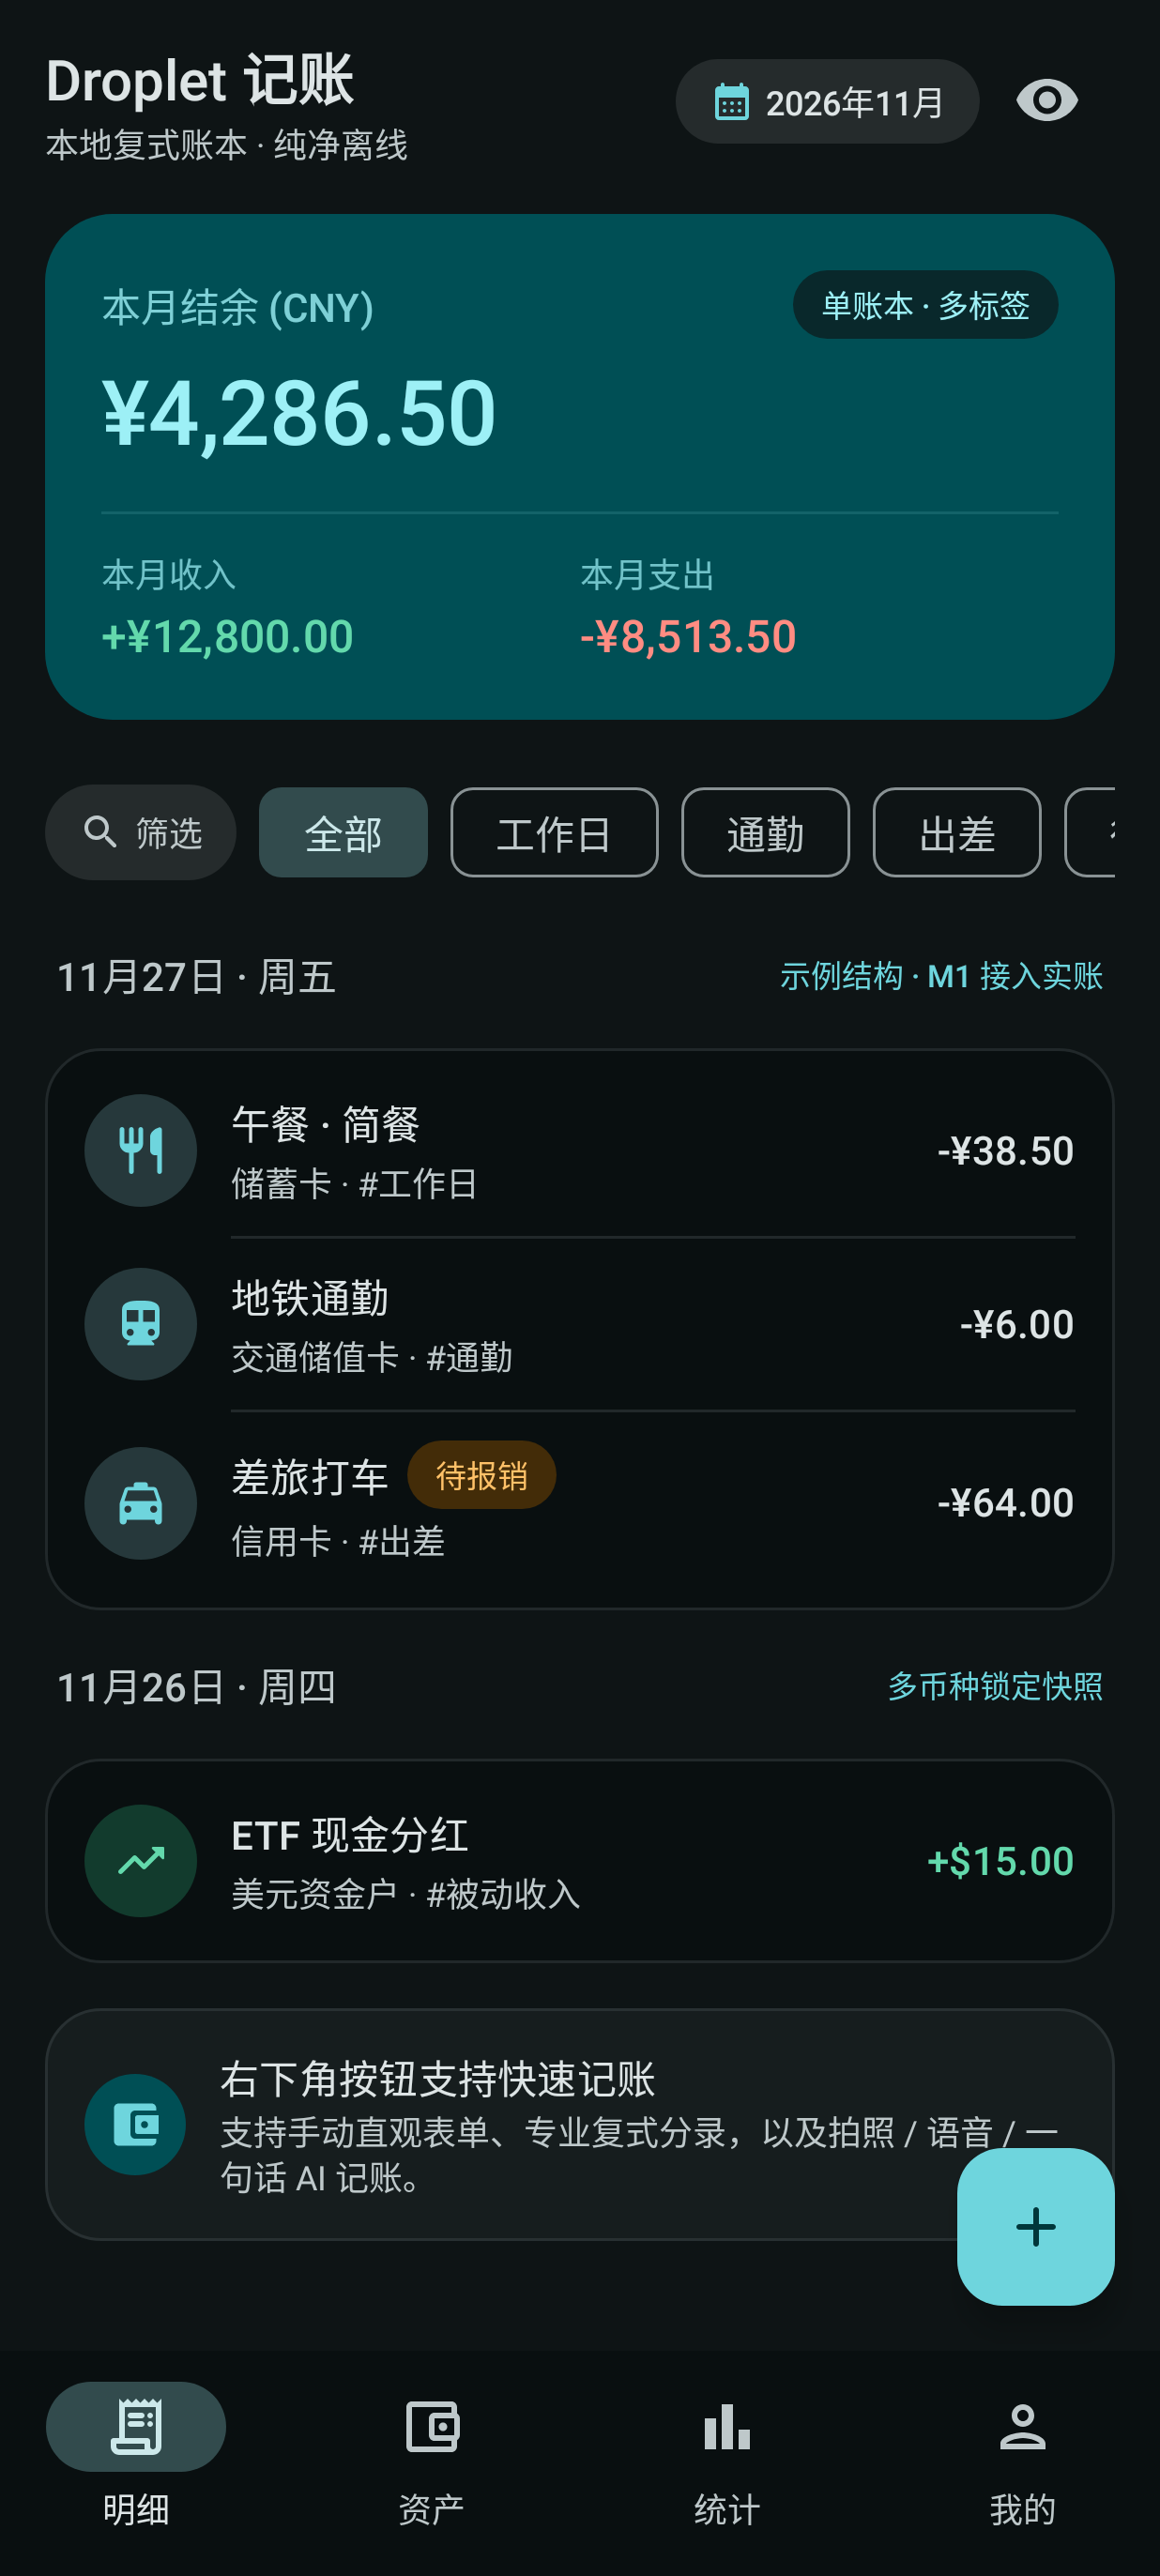 Droplet 记账
本地复式账本 · 纯净离线
2026年11月
本月结余 (CNY)
单账本 · 多标签
¥4,286.50
本月收入
本月支出
+¥12,800.00
-¥8,513.50
筛选
全部
工作日
通勤
出差
11月27日 · 周五
示例结构 · M1 接入实账
午餐 · 简餐
储蓄卡 · #工作日
-¥38.50
地铁通勤
交通储值卡 · #通勤
-¥6.00
差旅打车
待报销
信用卡 · #出差
-¥64.00
11月26日 · 周四
多币种锁定快照
ETF 现金分红
美元资金户 · #被动收入
+$15.00
右下角按钮支持快速记账
支持手动直观表单、专业复式分录，以及拍照 / 语音 / 一
句话 AI 记账。
明细
资产
统计
我的